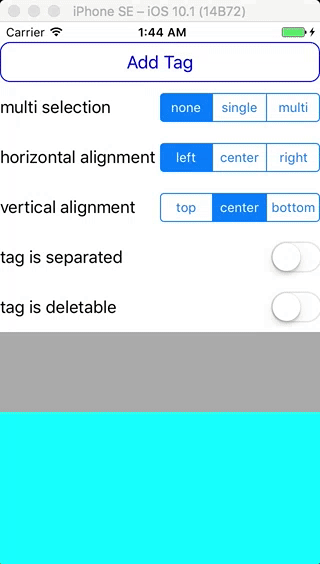 iPhone SE – iOS 10.1 (14B72)
Carrier 1:44 AM
Add Tag
multi selection none single multi
horizontal alignment left center right
vertical alignment top center bottom
tag is separated
tag is deletable